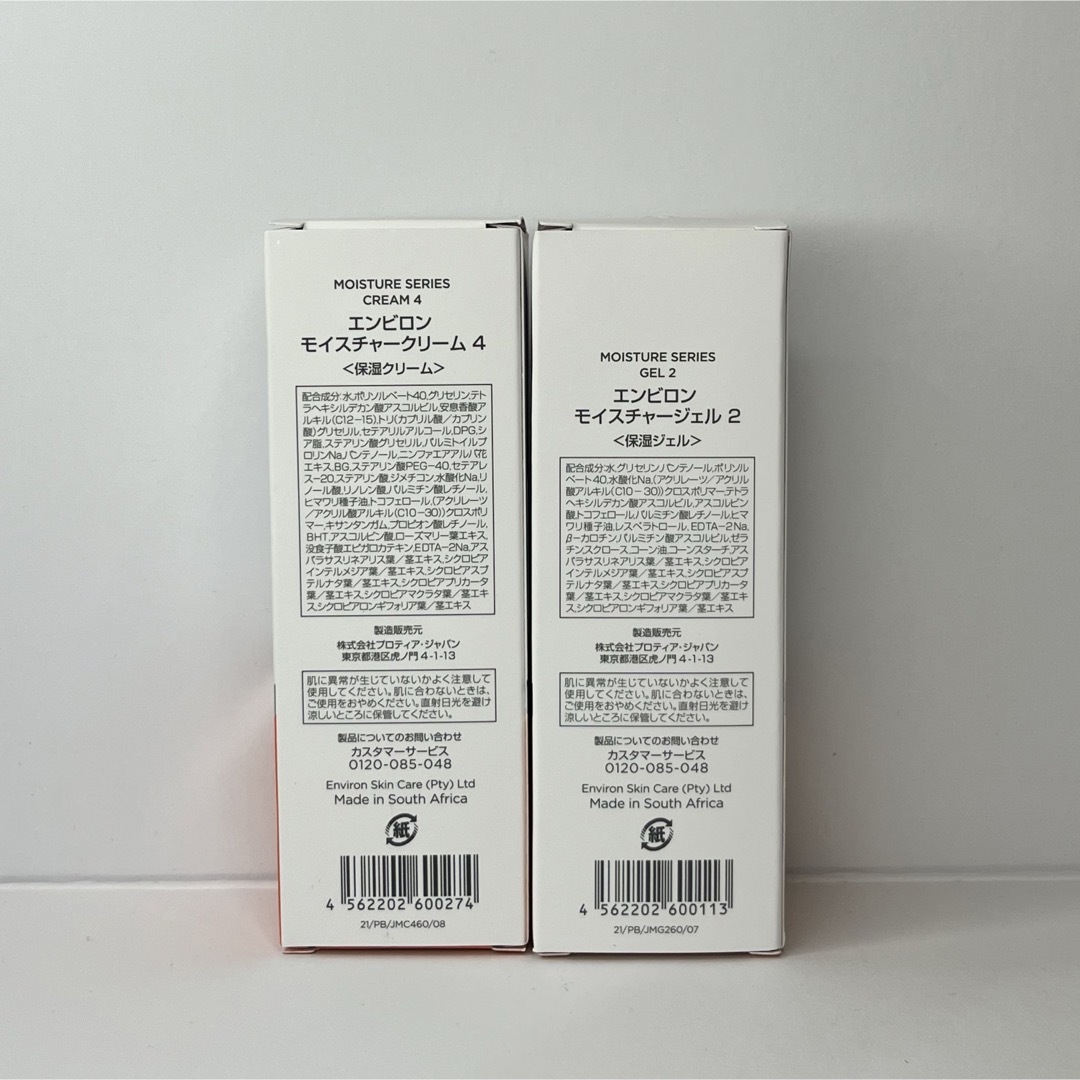 MOISTURE SERIES
CREAM 4
エンビロン
モイスチャークリーム 4
＜保湿クリーム＞
配合成分：水,ポリソルベート40,グリセリン,テト
ラヘキシルデカン酸アスコルビル,安息香酸ア
ルキル(C12-15),トリ(カプリル酸／カプリン
酸)グリセリル,セテアリルアルコール,DPG,シ
ア脂,ステアリン酸グリセリル,パルミトイルプ
ロリンNa,パンテノール,ニンファエアアルバ花
エキス,BG,ステアリン酸PEG-40,セテアレ
ス-20,ステアリン酸,ジメチコン,水酸化Na,リ
ノール酸,リノレン酸,パルミチン酸レチノール,
ヒマワリ種子油,トコフェロール,(アクリレーツ
／アクリル酸アルキル(C10-30))クロスポリ
マー,キサンタンガム,プロピオン酸レチノール,
BHT,アスコルビン酸,ローズマリー葉エキス,
没食子酸エピガロカテキン,EDTA-2Na,アス
パラサスリネアリス葉／茎エキス,シクロピア
インテルメジア葉／茎エキス,シクロピアスブ
テルナタ葉／茎エキス,シクロピアプリカータ
葉／茎エキス,シクロピアマクラタ葉／茎エキ
ス,シクロピアロンギフォリア葉／茎エキス
製造販売元
株式会社プロティア・ジャパン
東京都港区虎ノ門 4-1-13
肌に異常が生じていないかよく注意して
使用してください。肌に合わないときは、
ご使用をおやめください。直射日光を避け
涼しいところに保管してください。
製品についてのお問い合わせ
カスタマーサービス
0120-085-048
Environ Skin Care (Pty) Ltd
Made in South Africa
紙
4 562202 600274
21/PB/JMC460/08
MOISTURE SERIES
GEL 2
エンビロン
モイスチャージェル 2
＜保湿ジェル＞
配合成分：水,グリセリン,パンテノール,ポリソル
ベート40,水酸化Na,(アクリレーツ／アクリル
酸アルキル(C10-30))クロスポリマー,テトラ
ヘキシルデカン酸アスコルビル,アスコルビン
酸,トコフェロール,パルミチン酸レチノール,ヒマ
ワリ種子油,レスベラトロール,EDTA-2Na,
β-カロチン,パルミチン酸アスコルビル,ゼラ
チン,スクロース,コーン油,コーンスターチ,アス
パラサスリネアリス葉／茎エキス,シクロピア
インテルメジア葉／茎エキス,シクロピアスブ
テルナタ葉／茎エキス,シクロピアプリカータ
葉／茎エキス,シクロピアマクラタ葉／茎エキ
ス,シクロピアロンギフォリア葉／茎エキス
製造販売元
株式会社プロティア・ジャパン
東京都港区虎ノ門 4-1-13
肌に異常が生じていないかよく注意して
使用してください。肌に合わないときは、
ご使用をおやめください。直射日光を避け
涼しいところに保管してください。
製品についてのお問い合わせ
カスタマーサービス
0120-085-048
Environ Skin Care (Pty) Ltd
Made in South Africa
紙
4 562202 600113
21/PB/JMG260/07